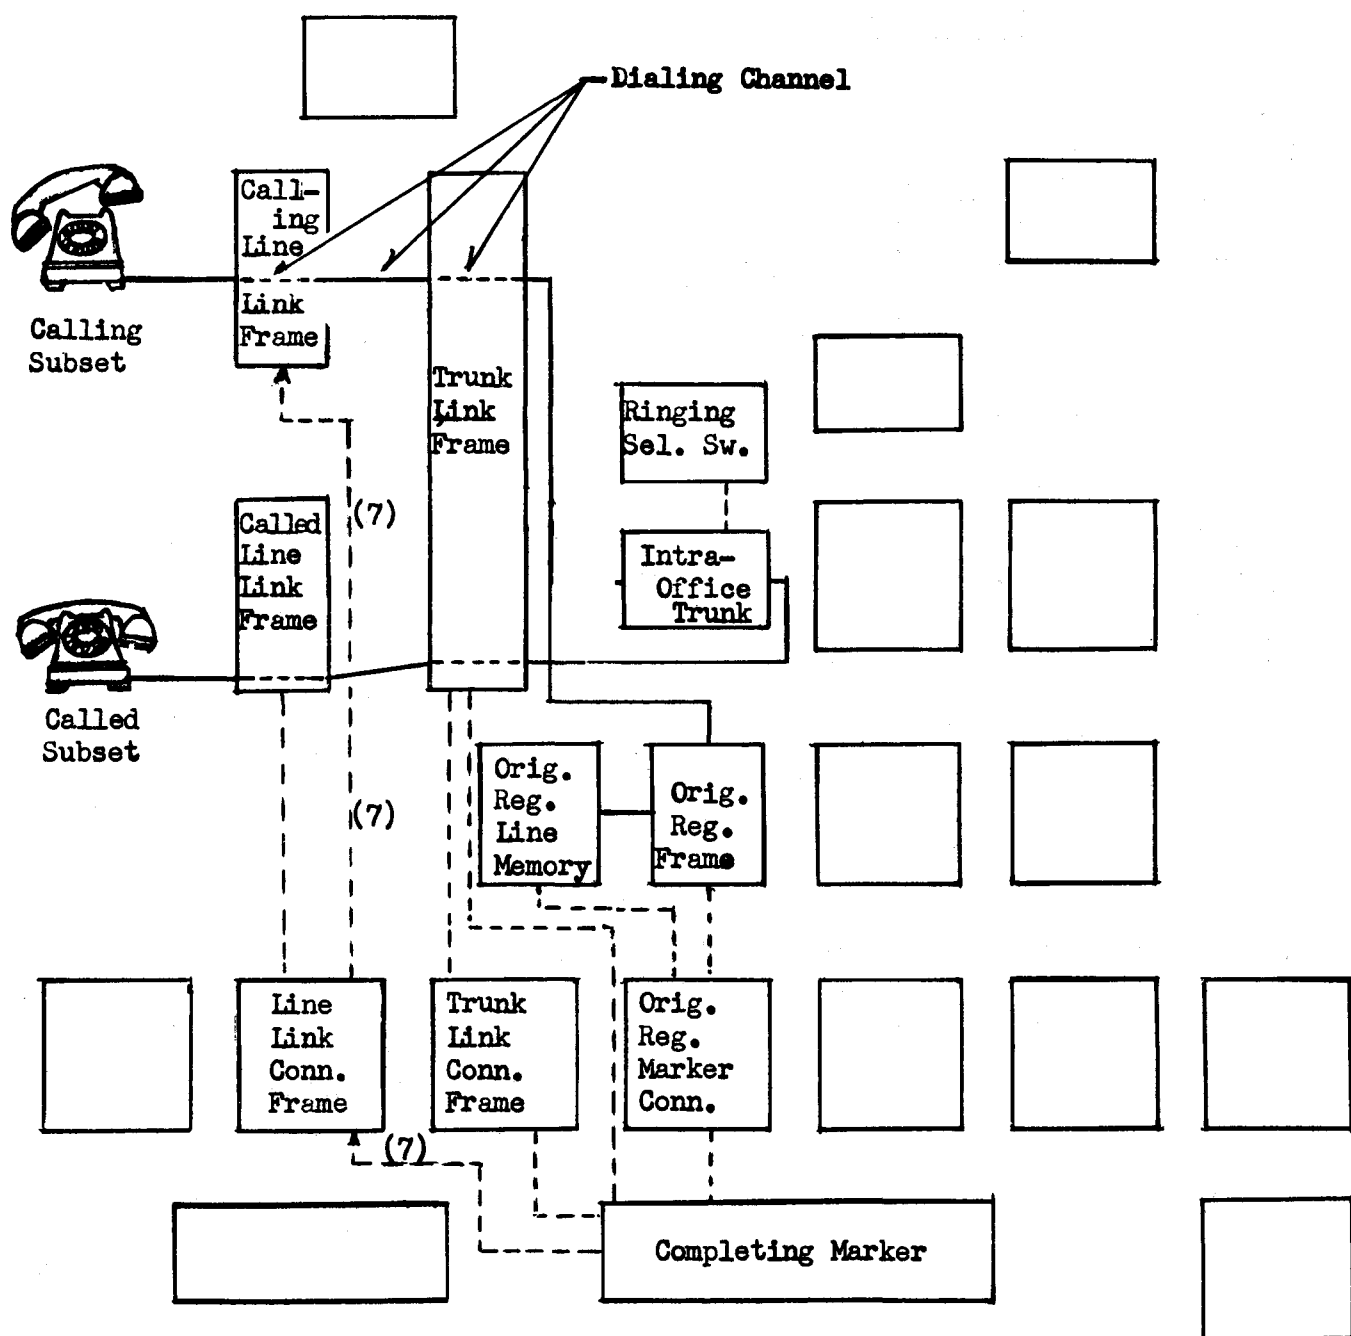 Dialing Channel
Call-
ing
Line
Link
Frame
Calling
Subset
Trunk
Link
Frame
Ringing
Sel. Sw.
(7)
Called
Line
Link
Frame
Intra-
Office
Trunk
Called
Subset
Orig.
Reg.
Line
Memory
Orig.
Reg.
Frame
(7)
Line
Link
Conn.
Frame
Trunk
Link
Conn.
Frame
Orig.
Reg.
Marker
Conn.
(7)
Completing Marker